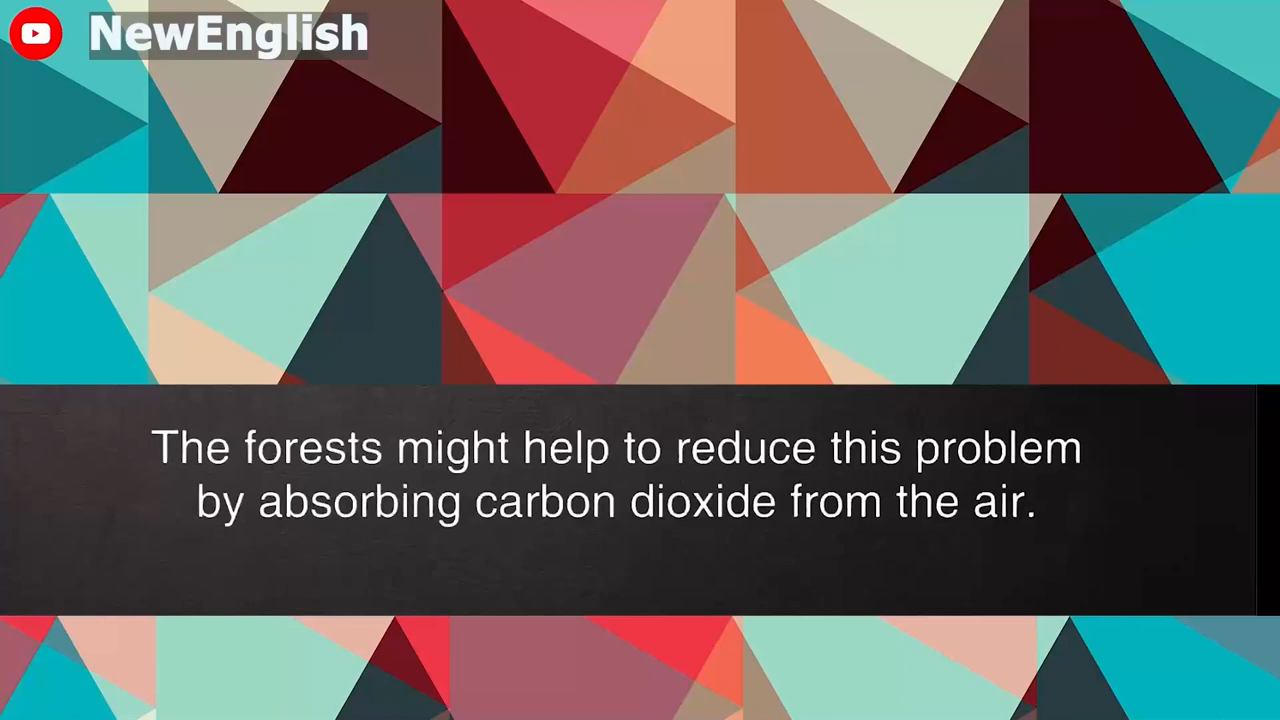 NewEnglish
The forests might help to reduce this problem
by absorbing carbon dioxide from the air.